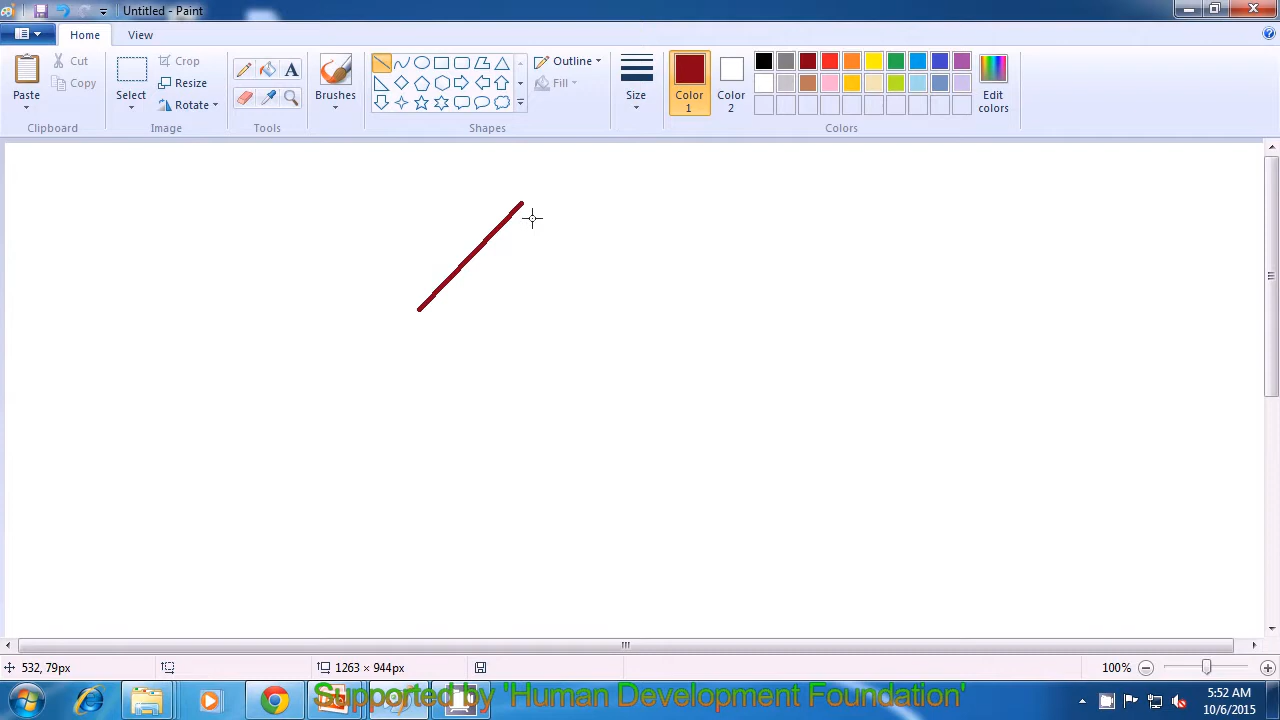 Untitled - Paint
Home View
Paste Cut Copy Clipboard
Select Crop Resize Rotate Image
A Tools
Brushes
Outline Fill Shapes
Size
Color 1
Color 2
Edit colors
Colors
532, 79px 1263 × 944px 100%
5:52 AM
Supported by 'Human Development Foundation'
10/6/2015